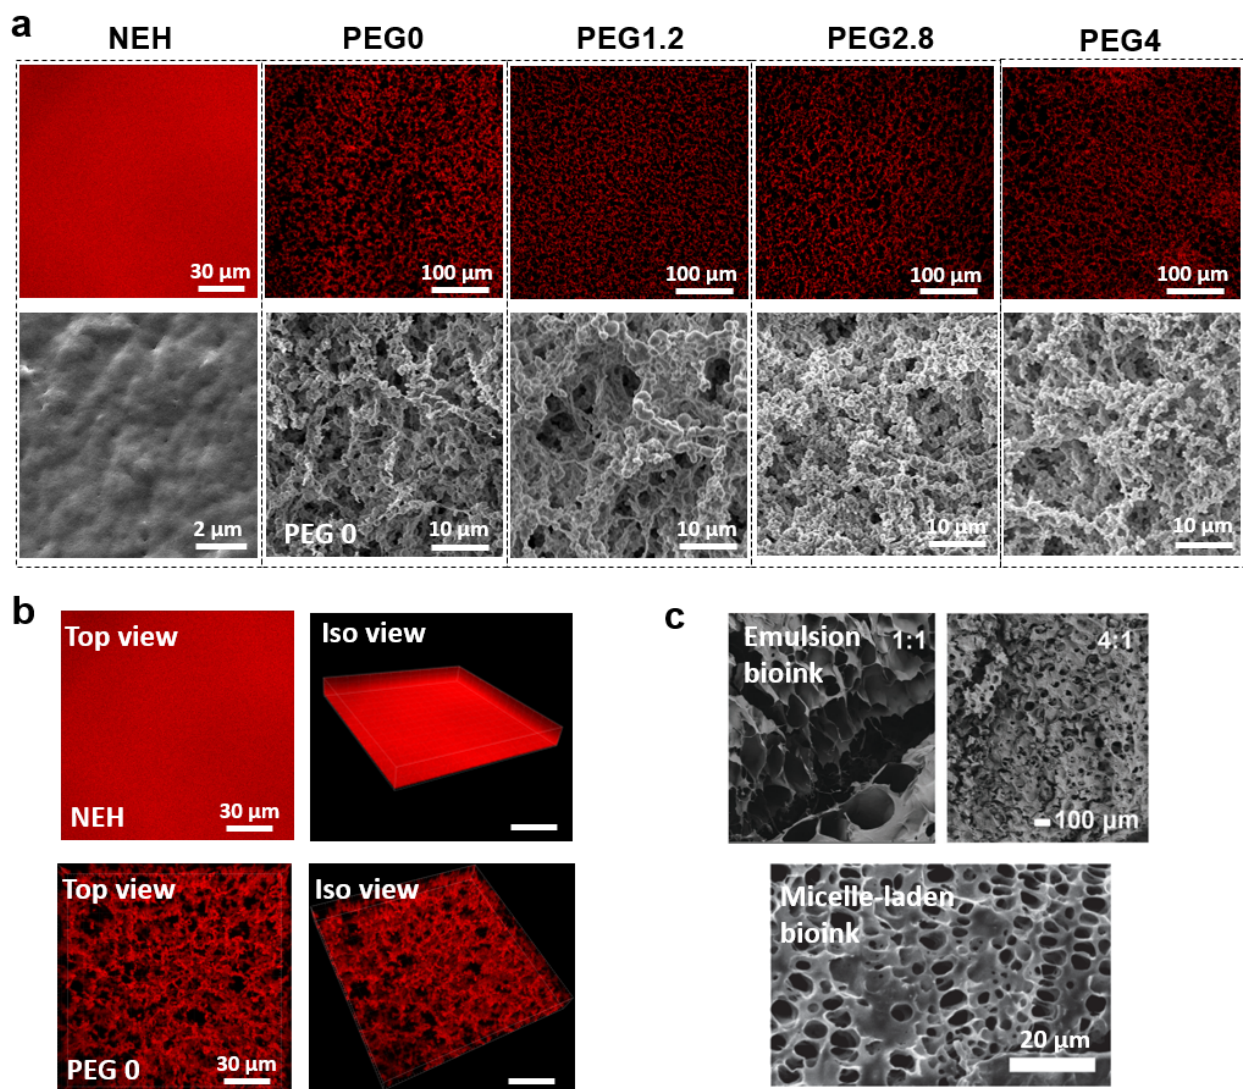 a
NEH PEG0 PEG1.2 PEG2.8 PEG4
30 µm 100 µm 100 µm 100 µm 100 µm
PEG 0
2 µm 10 µm 10 µm 10 µm 10 µm
b
Top view Iso view
NEH 30 µm
Top view Iso view
PEG 0 30 µm
c
Emulsion 1:1 4:1
bioink
100 µm
Micelle-laden
bioink
20 µm